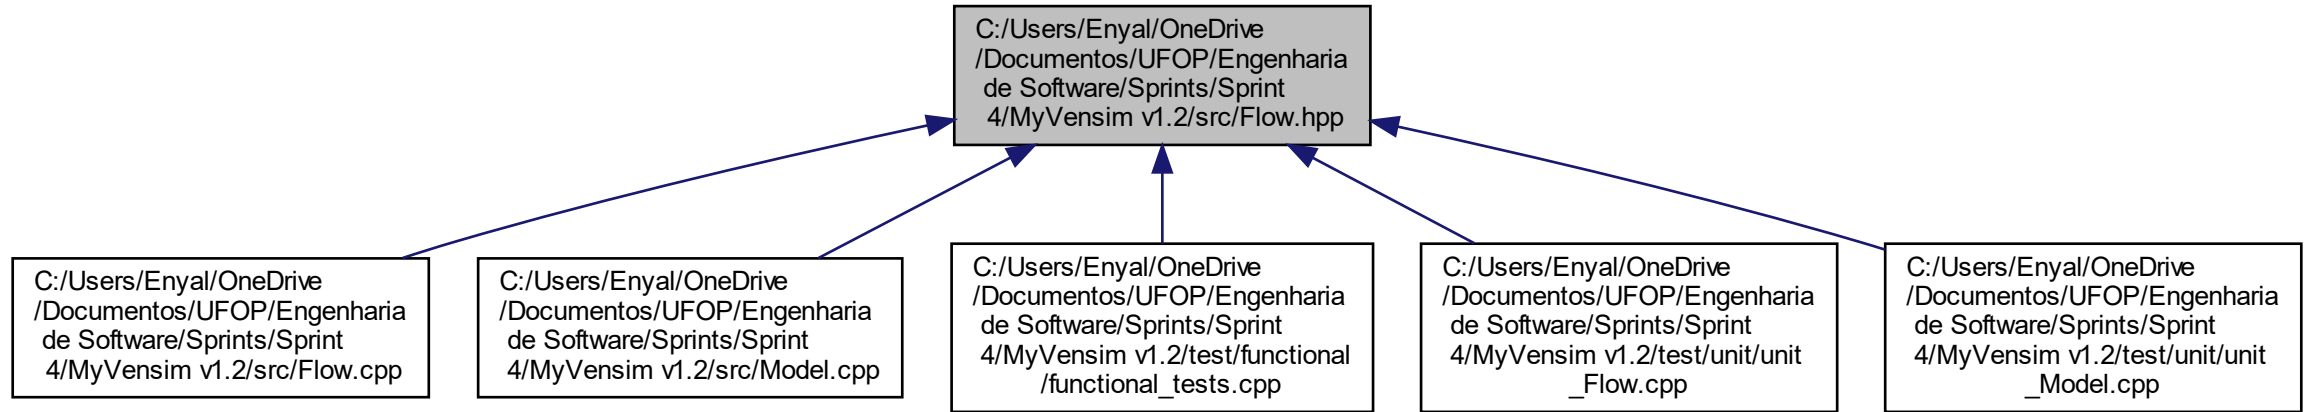 C:/Users/Enyal/OneDrive
/Documentos/UFOP/Engenharia
de Software/Sprints/Sprint
4/MyVensim v1.2/src/Flow.hpp
C:/Users/Enyal/OneDrive
/Documentos/UFOP/Engenharia
de Software/Sprints/Sprint
4/MyVensim v1.2/src/Flow.cpp
C:/Users/Enyal/OneDrive
/Documentos/UFOP/Engenharia
de Software/Sprints/Sprint
4/MyVensim v1.2/src/Model.cpp
C:/Users/Enyal/OneDrive
/Documentos/UFOP/Engenharia
de Software/Sprints/Sprint
4/MyVensim v1.2/test/functional
/functional_tests.cpp
C:/Users/Enyal/OneDrive
/Documentos/UFOP/Engenharia
de Software/Sprints/Sprint
4/MyVensim v1.2/test/unit/unit
_Flow.cpp
C:/Users/Enyal/OneDrive
/Documentos/UFOP/Engenharia
de Software/Sprints/Sprint
4/MyVensim v1.2/test/unit/unit
_Model.cpp